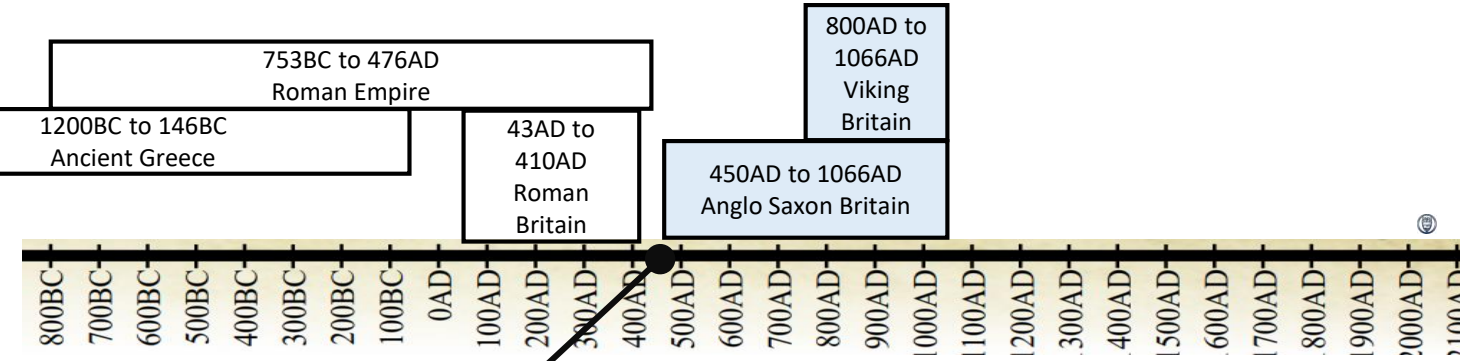 800AD to
1066AD
Viking
Britain
753BC to 476AD
Roman Empire
1200BC to 146BC
Ancient Greece
43AD to
410AD
Roman
Britain
450AD to 1066AD
Anglo Saxon Britain
800BC
700BC
600BC
500BC
400BC
300BC
200BC
100BC
0AD
100AD
200AD
300AD
400AD
500AD
600AD
700AD
800AD
900AD
1000AD
1100AD
1200AD
1300AD
1400AD
1500AD
1600AD
1700AD
1800AD
1900AD
2000AD
2100AD